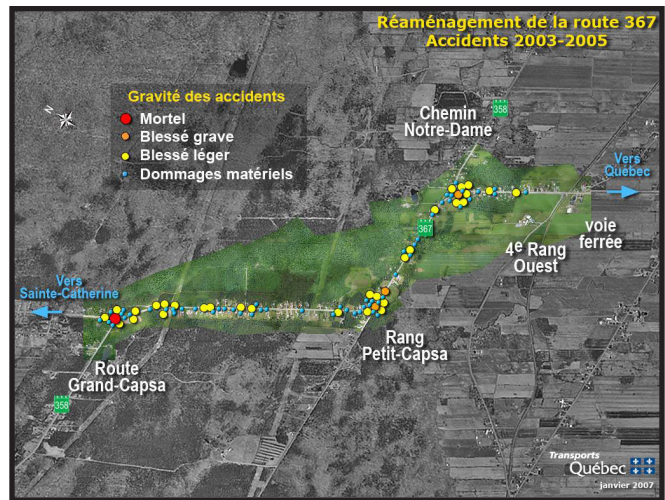 Réaménagement de la route 367
Accidents 2003-2005
Gravité des accidents
Mortel
Blessé grave
Blessé léger
Dommages matériels
N
Chemin
Notre-Dame
358
Vers
Québec
367
4e Rang
Ouest
voie
ferrée
Vers
Sainte-Catherine
Rang
Petit-Capsa
Route
Grand-Capsa
358
Transports
Québec
janvier 2007